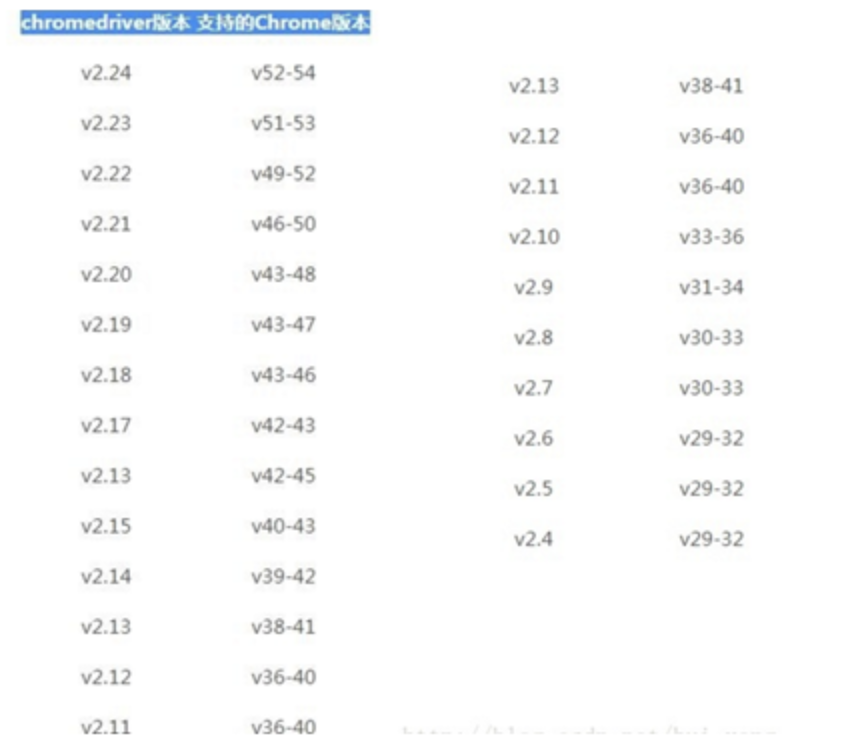 chromedriver版本 支持的Chrome版本
v2.24 v52-54
v2.23 v51-53
v2.22 v49-52
v2.21 v46-50
v2.20 v43-48
v2.19 v43-47
v2.18 v43-46
v2.17 v42-43
v2.13 v42-45
v2.15 v40-43
v2.14 v39-42
v2.13 v38-41
v2.12 v36-40
v2.11 v36-40
v2.13 v38-41
v2.12 v36-40
v2.11 v36-40
v2.10 v33-36
v2.9 v31-34
v2.8 v30-33
v2.7 v30-33
v2.6 v29-32
v2.5 v29-32
v2.4 v29-32